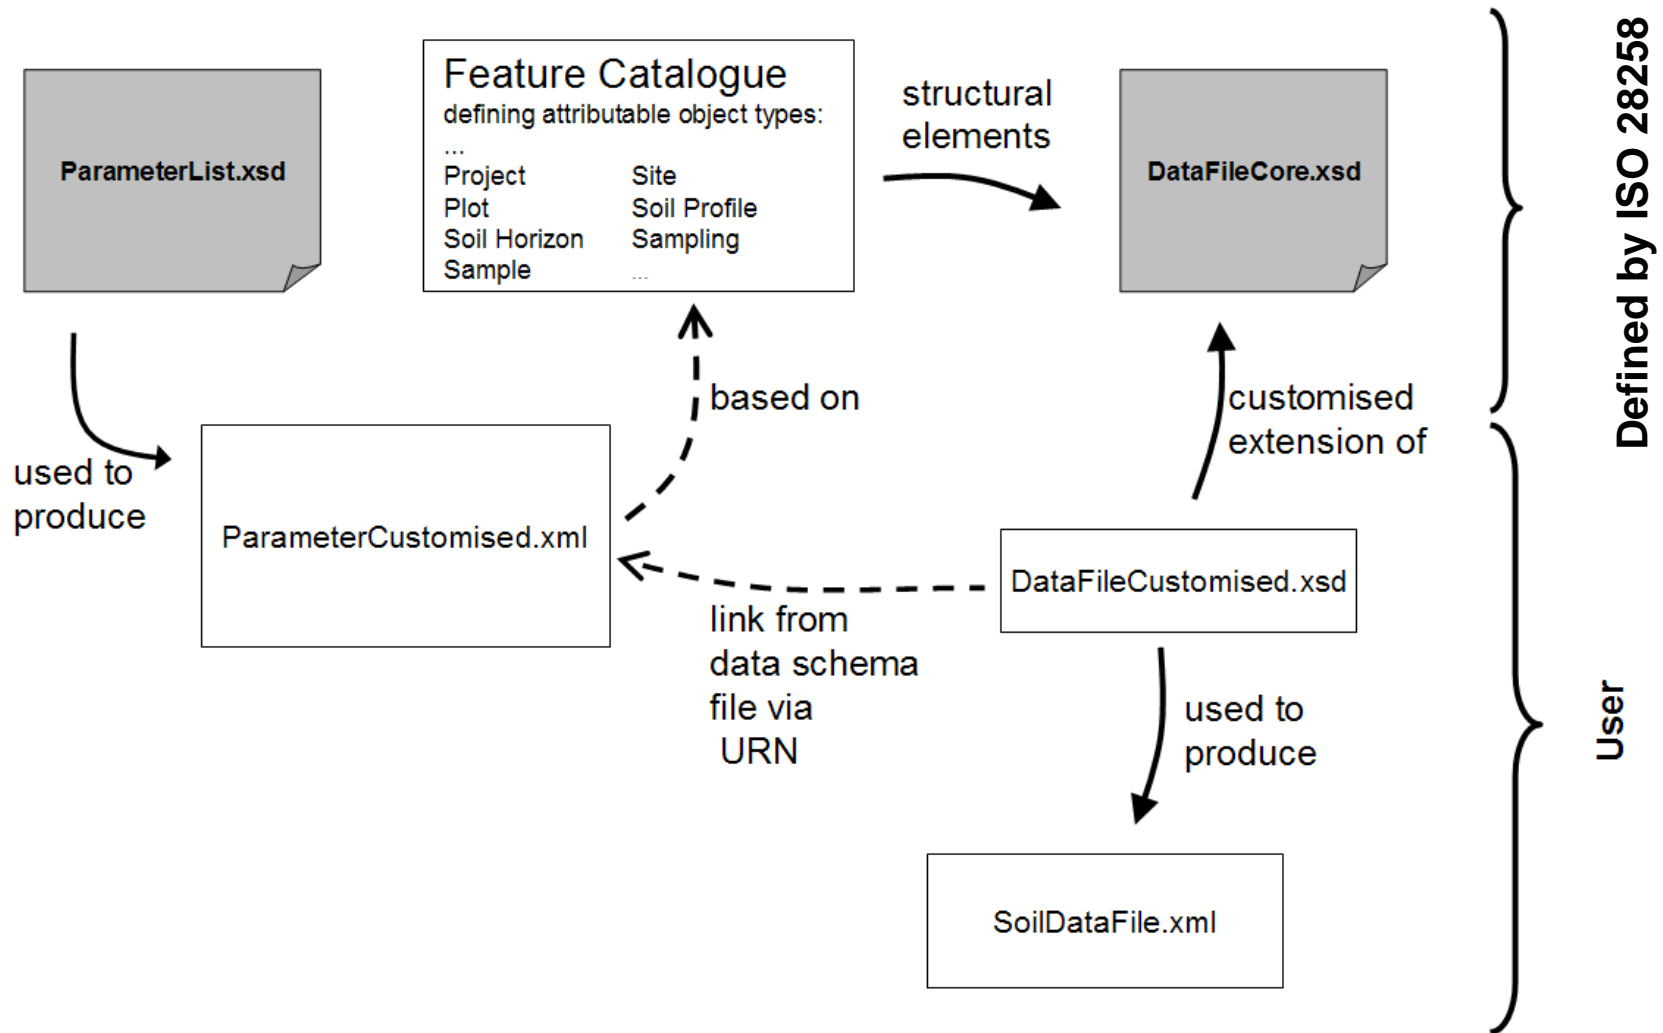 ParameterList.xsd
Feature Catalogue
defining attributable object types:
...
Project Site
Plot Soil Profile
Soil Horizon Sampling
Sample ...
structural
elements
DataFileCore.xsd
Defined by ISO 28258
used to
produce
based on
customised
extension of
ParameterCustomised.xml
DataFileCustomised.xsd
link from
data schema
file via
URN
used to
produce
User
SoilDataFile.xml